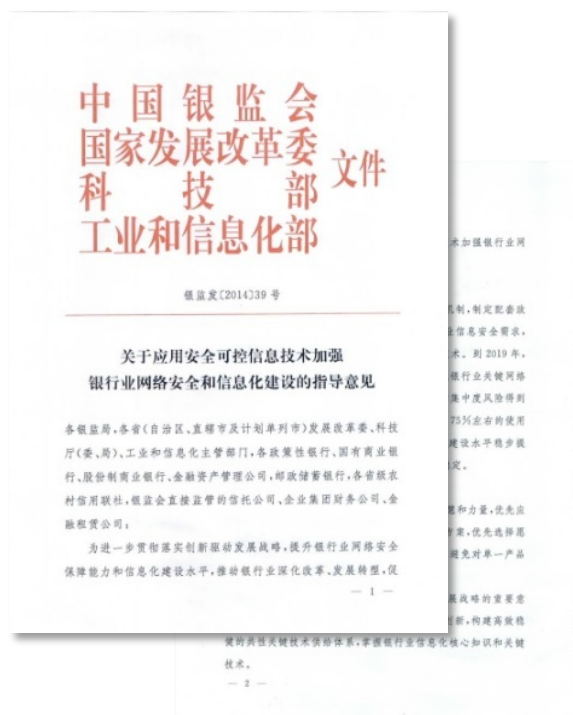 中国银监会
国家发展改革委
科技部
工业和信息化部
文件
银监发〔2014〕39号
关于应用安全可控信息技术加强
银行业网络安全和信息化建设的指导意见
各银监局,各省(自治区、直辖市及计划单列市)发展改革委、科技
厅(委、局)、工业和信息化主管部门,各政策性银行、国有商业银
行、股份制商业银行、金融资产管理公司,邮政储蓄银行,各省级农
村信用联社,银监会直接监管的信托公司、企业集团财务公司、金
融租赁公司:
为进一步贯彻落实创新驱动发展战略,提升银行业网络安全
保障能力和信息化建设水平,推动银行业深化改革、发展转型,促
— 1 —
术加强银行业网
机制,制定配套政
业信息安全需求,
术。到2019年,
银行业关键网络
集中度风险得到
75%左右的使用
建设水平稳步提
定。
和力量,优先应
方案,优先选择愿
避免对单一产品
展战略的重要意
创新,构建高效稳
健的共性关键技术供给体系,掌握银行业信息化核心知识和关键
技术。
— 2 —